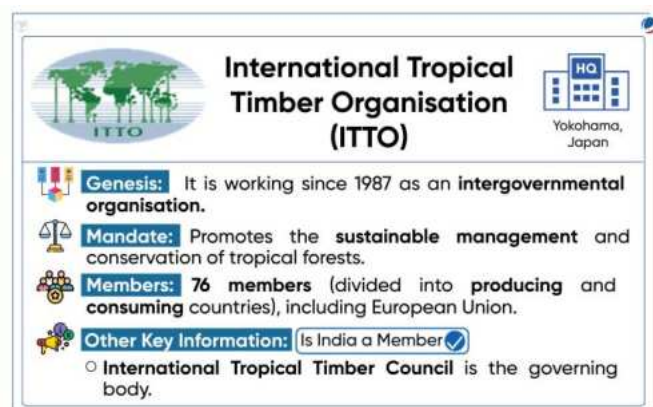 International Tropical
Timber Organisation
(ITTO)
ITTO
HQ
Yokohama,
Japan
Genesis: It is working since 1987 as an intergovernmental
organisation.
Mandate: Promotes the sustainable management and
conservation of tropical forests.
Members: 76 members (divided into producing and
consuming countries), including European Union.
Other Key Information: Is India a Member
International Tropical Timber Council is the governing
body.